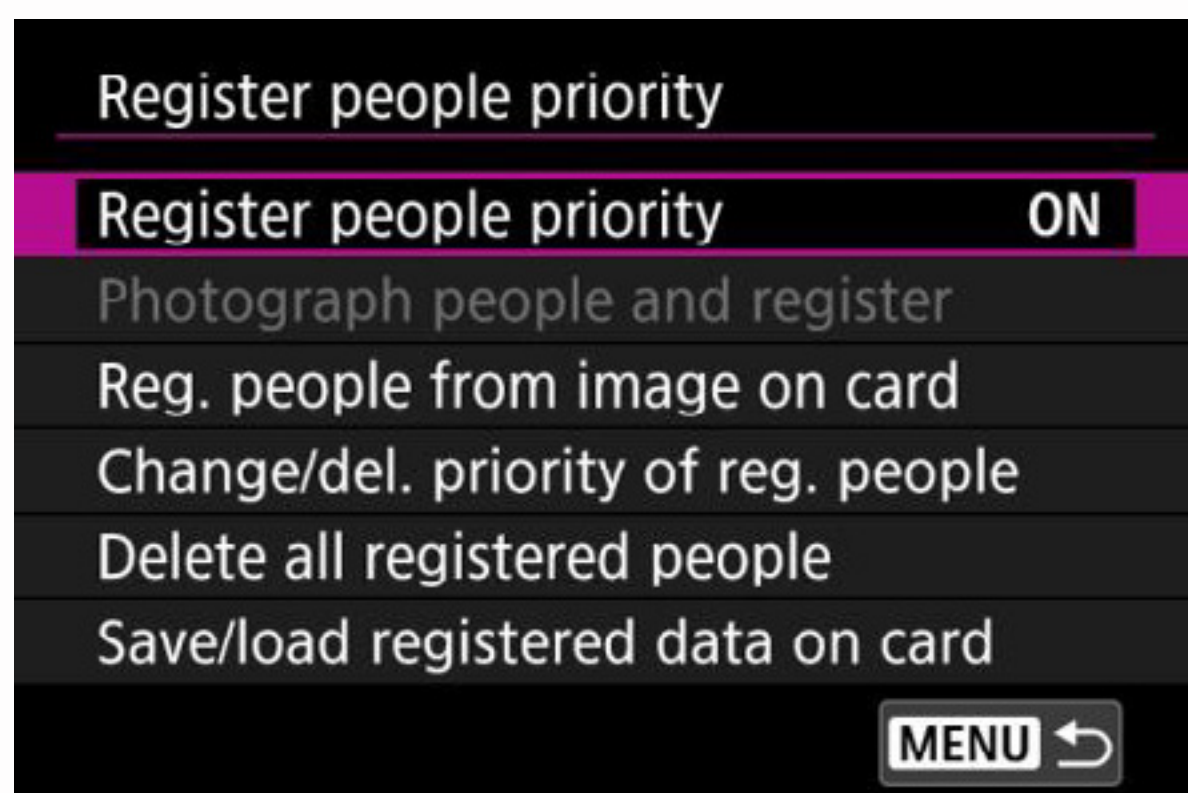 Register people priority
Register people priority ON
Photograph people and register
Reg. people from image on card
Change/del. priority of reg. people
Delete all registered people
Save/load registered data on card
MENU